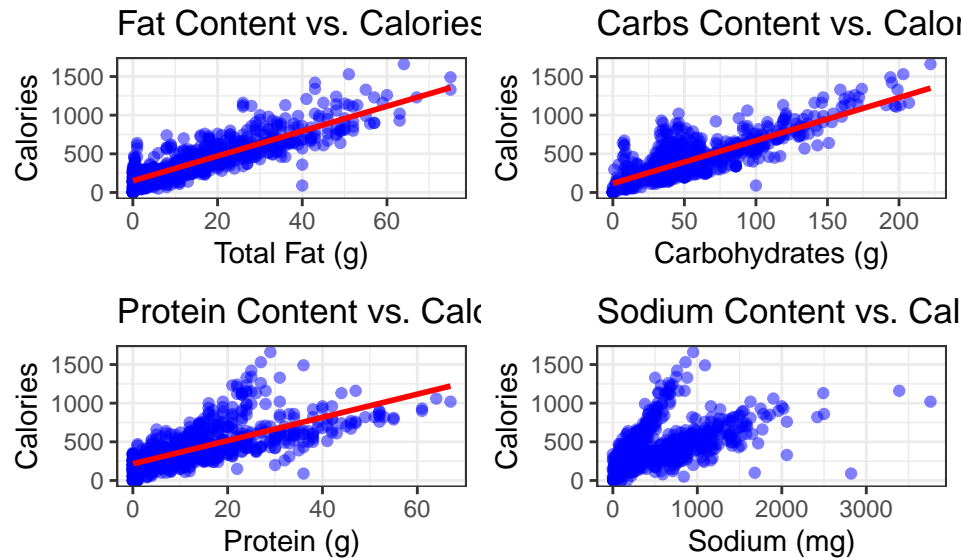 Fat Content vs. Calories
Calories
1500
1000
500
0
0 20 40 60
Total Fat (g)
Carbs Content vs. Calor
Calories
1500
1000
500
0
0 50 100 150 200
Carbohydrates (g)
Protein Content vs. Calo
Calories
1500
1000
500
0
0 20 40 60
Protein (g)
Sodium Content vs. Cal
Calories
1500
1000
500
0
0 1000 2000 3000
Sodium (mg)